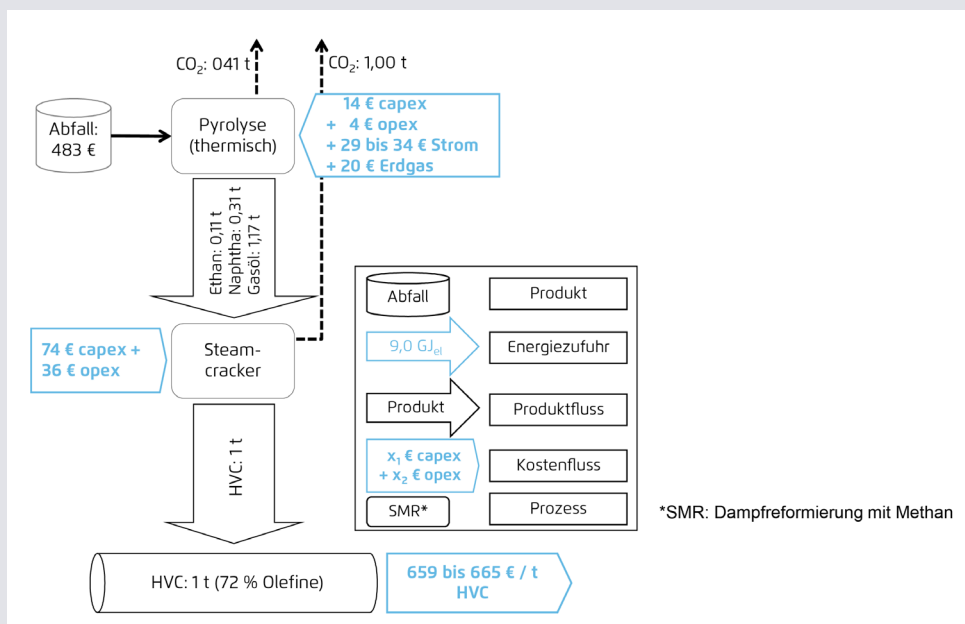 CO₂: 041 t
CO₂: 1,00 t
Abfall:
483 €
Pyrolyse
(thermisch)
14 € capex
+ 4 € opex
+ 29 bis 34 € Strom
+ 20 € Erdgas
Ethan: 0,11 t
Naphtha: 0,31 t
Gasöl: 1,17 t
74 € capex +
36 € opex
Steam-
cracker
HVC: 1 t
HVC: 1 t (72 % Olefine)
659 bis 665 € / t
HVC
Abfall
Produkt
9,0 GJₑₗ
Energiezufuhr
Produkt
Produktfluss
x₁ € capex
+ x₂ € opex
Kostenfluss
SMR*
Prozess
*SMR: Dampfreformierung mit Methan